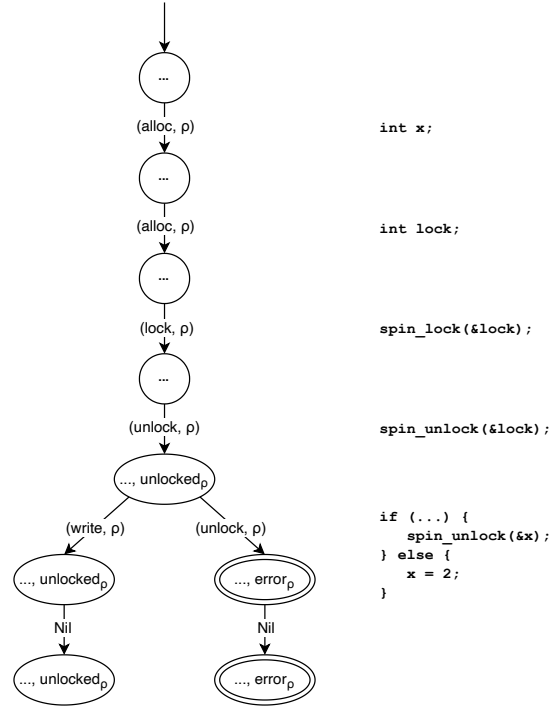 ...
(alloc, ρ) int x;
...
(alloc, ρ) int lock;
...
(lock, ρ) spin_lock(&lock);
...
(unlock, ρ) spin_unlock(&lock);
..., unlockedρ
(write, ρ) (unlock, ρ)
if (...) {
spin_unlock(&x);
} else {
x = 2;
}
..., unlockedρ ..., errorρ
Nil Nil
..., unlockedρ ..., errorρ